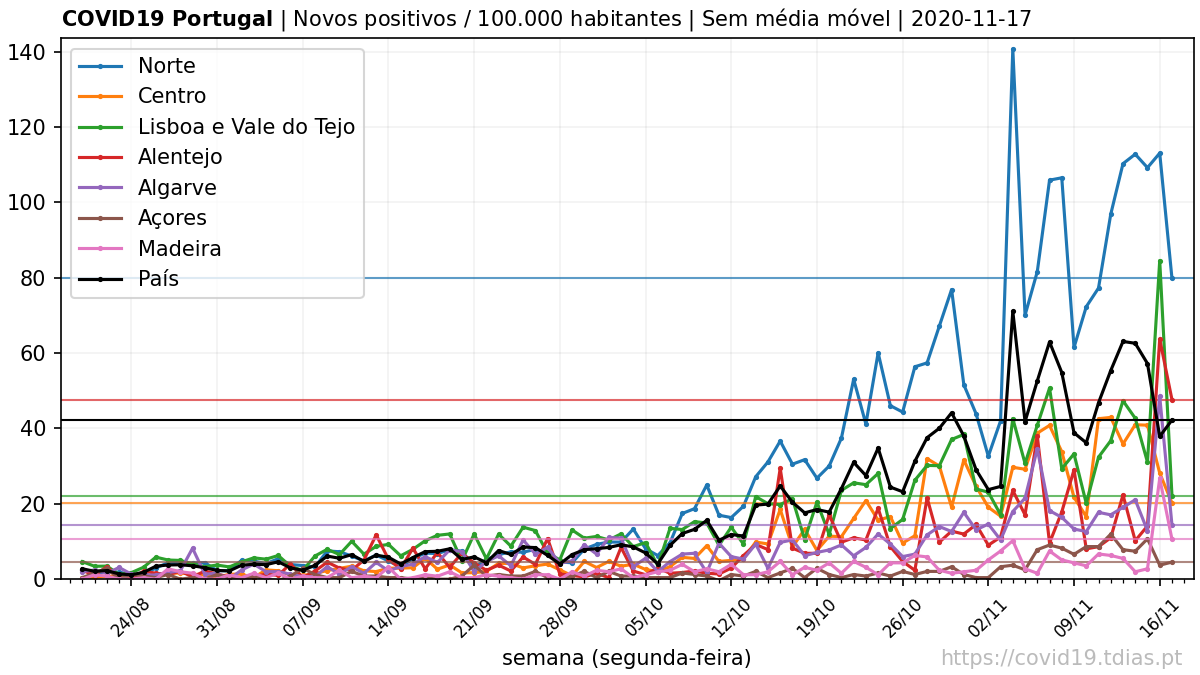 COVID19 Portugal | Novos positivos / 100.000 habitantes | Sem média móvel | 2020-11-17
140
120
100
80
60
40
20
0
Norte
Centro
Lisboa e Vale do Tejo
Alentejo
Algarve
Açores
Madeira
País
24/08
31/08
07/09
14/09
21/09
28/09
05/10
12/10
19/10
26/10
02/11
09/11
16/11
semana (segunda-feira)
https://covid19.tdias.pt